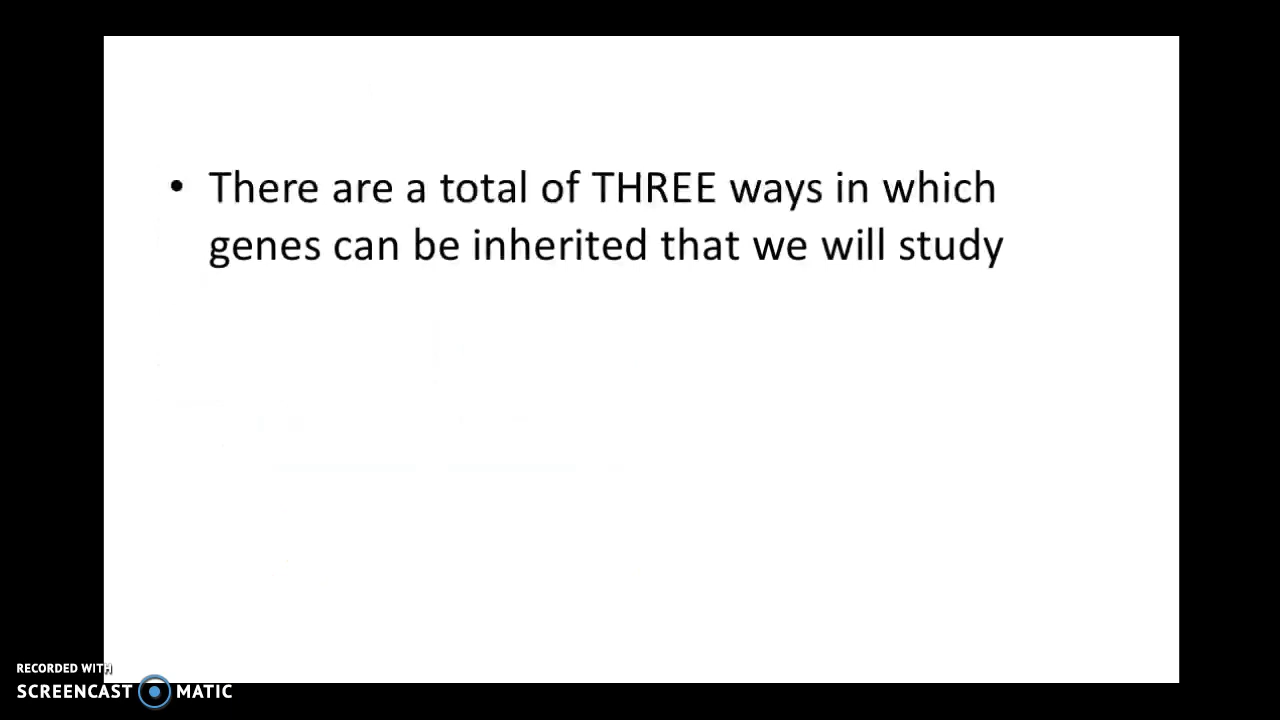 • There are a total of THREE ways in which
genes can be inherited that we will study
RECORDED WITH
SCREENCAST MATIC